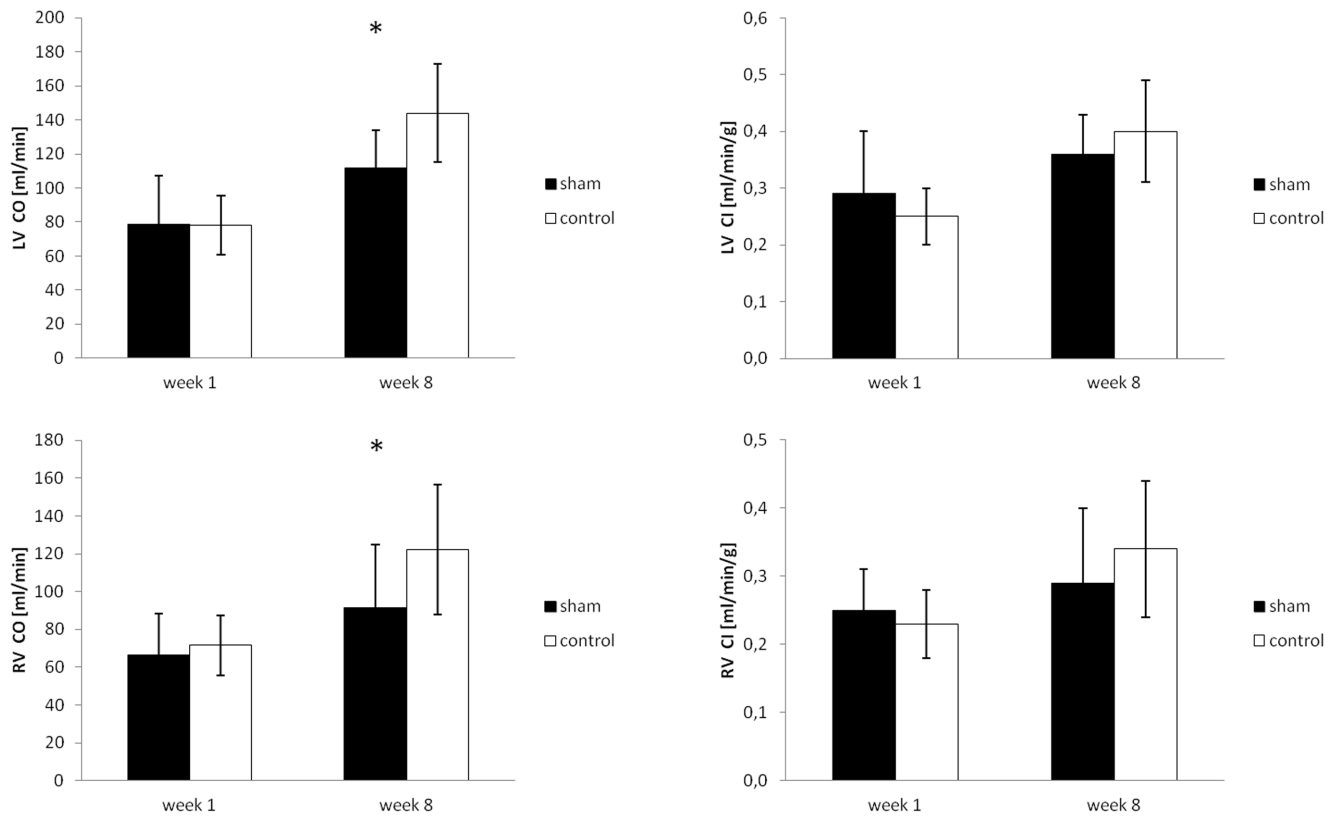 LV CO [ml/min]
200
180
160
140
120
100
80
60
40
20
0
*
week 1
week 8
sham
control
LV CI [ml/min/g]
0,6
0,5
0,4
0,3
0,2
0,1
0,0
week 1
week 8
sham
control
RV CO [ml/min]
180
160
140
120
100
80
60
40
20
0
*
week 1
week 8
sham
control
RV CI [ml/min/g]
0,5
0,4
0,3
0,2
0,1
0,0
week 1
week 8
sham
control